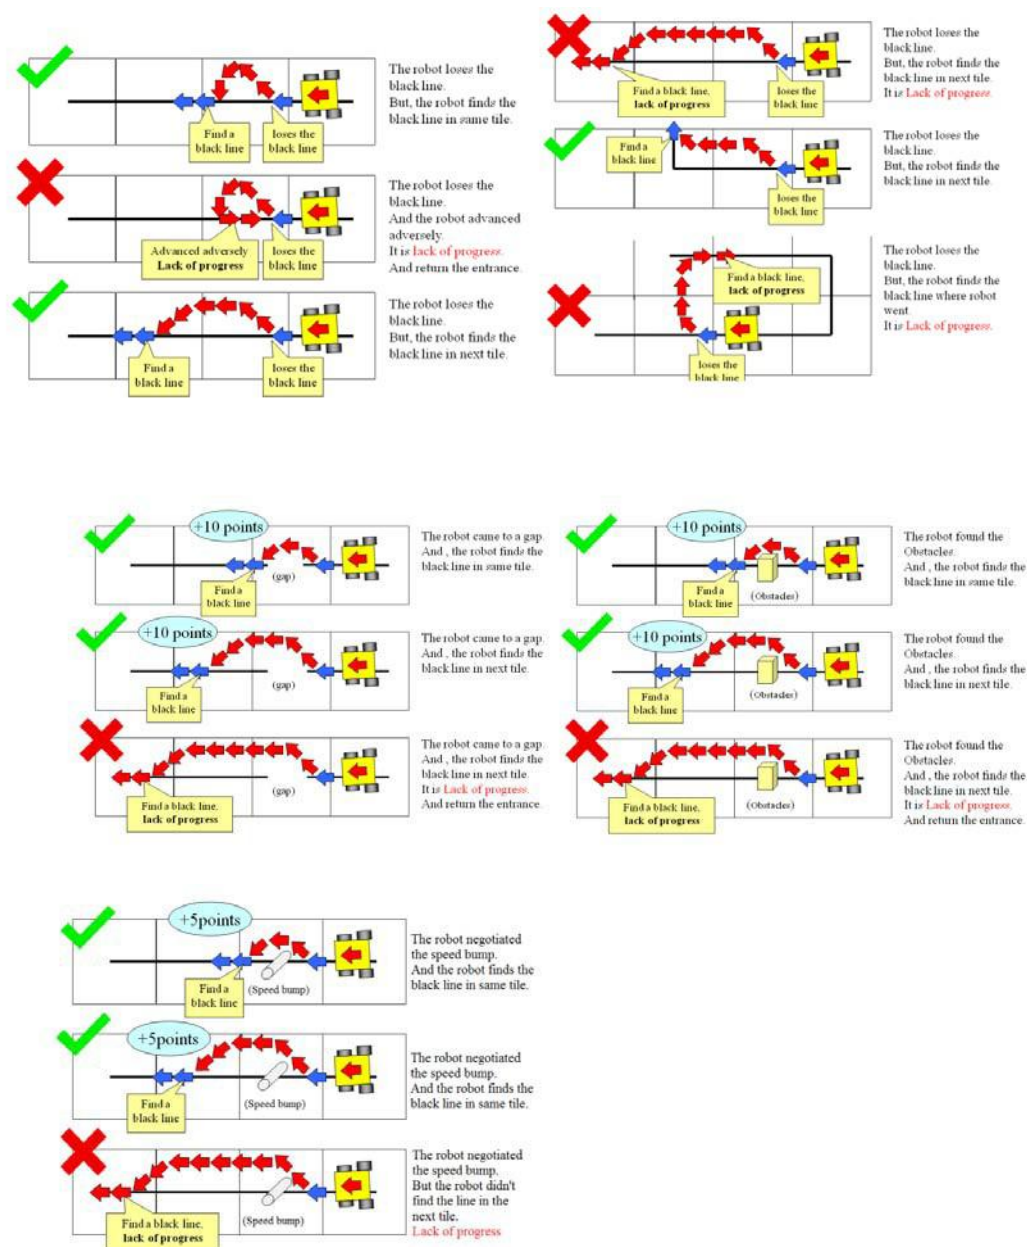 The robot loses the
black line.
But, the robot finds the
black line in same tile.
Find a
black line
loses the
black line
The robot loses the
black line.
And the robot advanced
adversely.
It is lack of progress.
And return the entrance.
Advanced adversely
Lack of progress
loses the
black line
The robot loses the
black line.
But, the robot finds the
black line in next tile.
Find a
black line
loses the
black line
The robot loses the
black line.
But, the robot finds the
black line in next tile.
It is Lack of progress.
Find a black line,
lack of progress
loses the
black line
The robot loses the
black line.
But, the robot finds the
black line in next tile.
Find a
black line
loses the
black line
The robot loses the
black line.
But, the robot finds the
black line where robot
went.
It is Lack of progress.
Find a black line,
lack of progress
loses the
black line
+10 points
The robot came to a gap.
And , the robot finds the
black line in same tile.
(gap)
Find a
black line
+10 points
The robot came to a gap.
And , the robot finds the
black line in next tile.
(gap)
Find a
black line
The robot came to a gap.
And , the robot finds the
black line in next tile.
It is Lack of progress.
And return the entrance.
(gap)
Find a black line,
lack of progress
+10 points
The robot found the
Obstacles.
And , the robot finds the
black line in same tile.
Find a
black line
(Obstacles)
+10 points
The robot found the
Obstacles.
And , the robot finds the
black line in next tile.
Find a
black line
(Obstacles)
The robot found the
Obstacles.
And , the robot finds the
black line in next tile.
It is Lack of progress.
And return the entrance.
Find a black line,
lack of progress
(Obstacles)
+5points
The robot negotiated
the speed bump.
And the robot finds the
black line in same tile.
Find a
black line
(Speed bump)
+5points
The robot negotiated
the speed bump.
And the robot finds the
black line in same tile.
Find a
black line
(Speed bump)
The robot negotiated
the speed bump.
But the robot didn't
find the line in the
next tile.
Lack of progress
Find a black line,
lack of progress
(Speed bump)